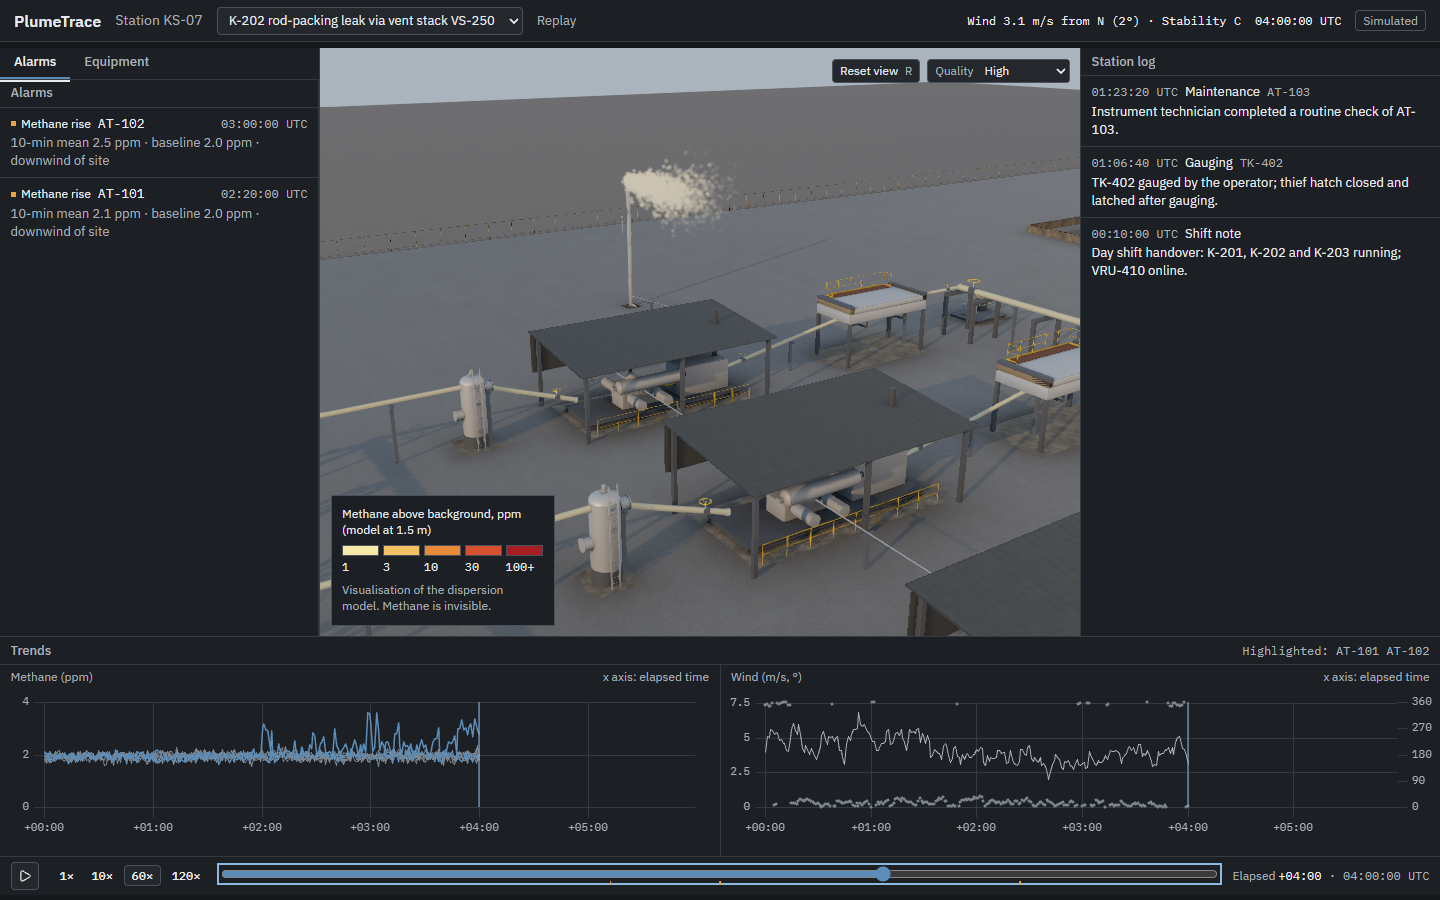 PlumeTrace Station KS-07 K-202 rod-packing leak via vent stack VS-250 Replay Wind 3.1 m/s from N (2°) · Stability C 04:00:00 UTC Simulated
Alarms Equipment
Alarms
Methane rise AT-102 03:00:00 UTC
10-min mean 2.5 ppm · baseline 2.0 ppm ·
downwind of site
Methane rise AT-101 02:20:00 UTC
10-min mean 2.1 ppm · baseline 2.0 ppm ·
downwind of site
Reset view R Quality High
Methane above background, ppm
(model at 1.5 m)
1 3 10 30 100+
Visualisation of the dispersion
model. Methane is invisible.
Station log
01:23:20 UTC Maintenance AT-103
Instrument technician completed a routine check of AT-
103.
01:06:40 UTC Gauging TK-402
TK-402 gauged by the operator; thief hatch closed and
latched after gauging.
00:10:00 UTC Shift note
Day shift handover: K-201, K-202 and K-203 running;
VRU-410 online.
Trends Highlighted: AT-101 AT-102
Methane (ppm) x axis: elapsed time
4
2
0
+00:00 +01:00 +02:00 +03:00 +04:00 +05:00
Wind (m/s, °) x axis: elapsed time
7.5 360
270
5
180
2.5
90
0 0
+00:00 +01:00 +02:00 +03:00 +04:00 +05:00
1× 10× 60× 120× Elapsed +04:00 · 04:00:00 UTC